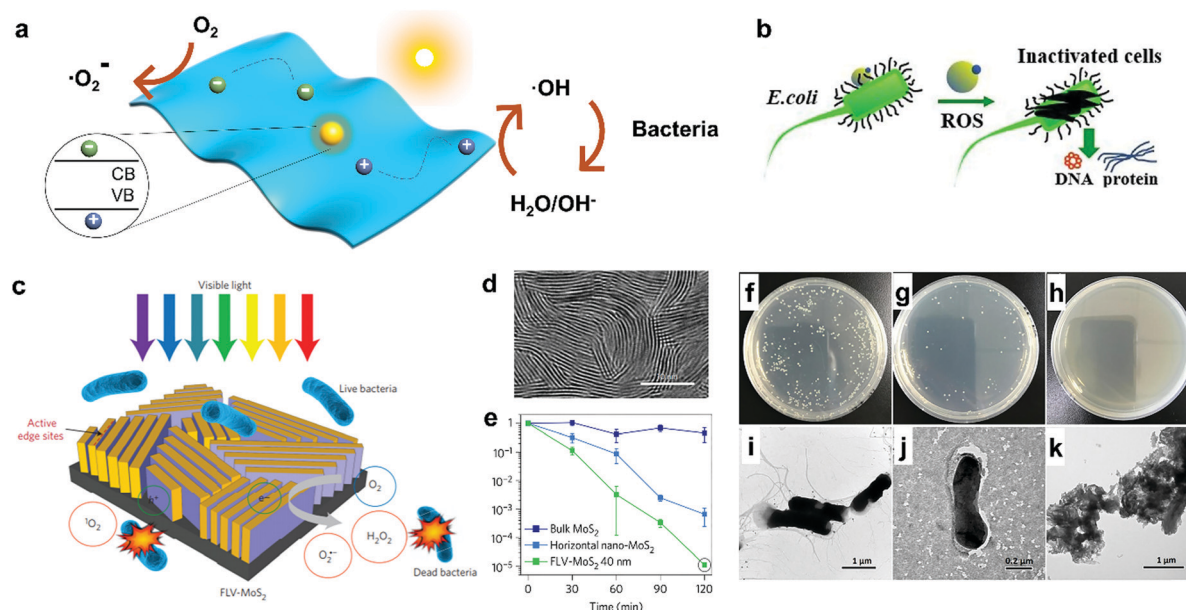 a
O₂
·O₂⁻
CB
VB
·OH
Bacteria
H₂O/OH⁻
b
E.coli
ROS
Inactivated cells
DNA protein
c
Visible light
Live bacteria
Active
edge sites
h⁺
e–
O₂
¹O₂
O₂•–
H₂O₂
Dead bacteria
FLV-MoS₂
d
e
1
10⁻¹
10⁻²
10⁻³
10⁻⁴
10⁻⁵
Bulk MoS₂
Horizontal nano-MoS₂
FLV-MoS₂ 40 nm
0 30 60 90 120
Time (min)
f
g
h
i
1 μm
j
0.2 μm
k
1 μm